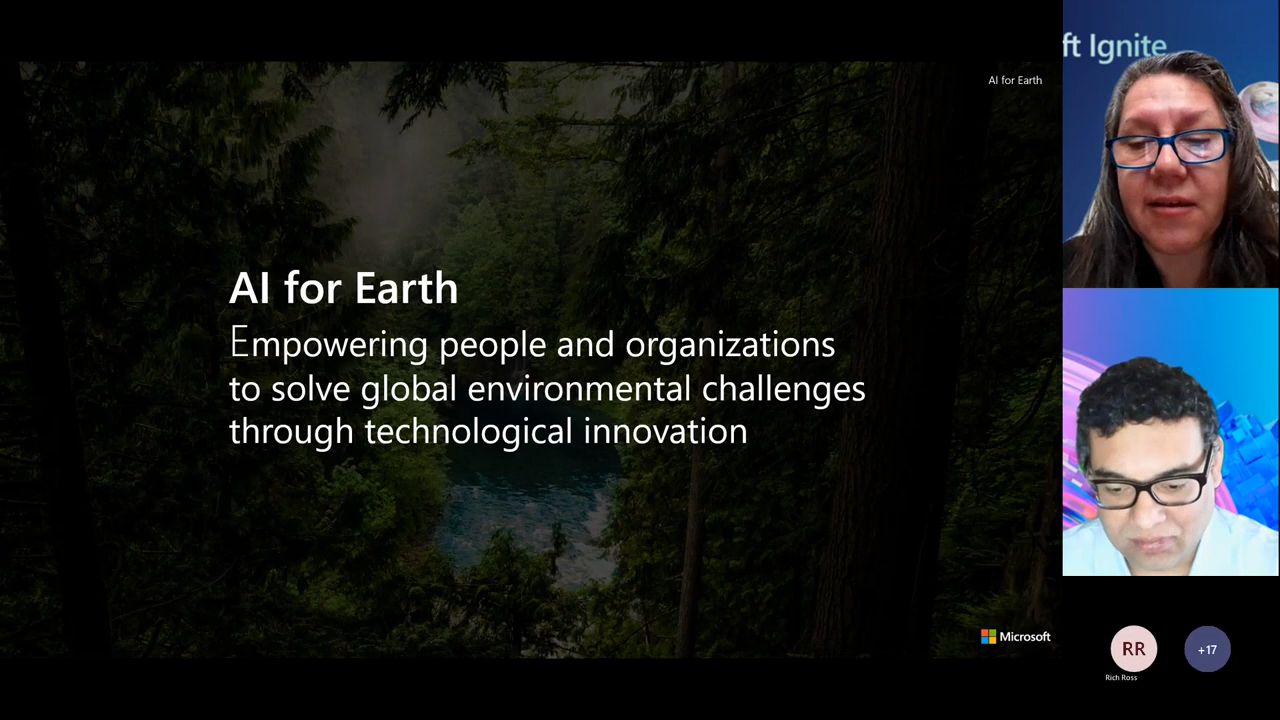 AI for Earth
AI for Earth
Empowering people and organizations
to solve global environmental challenges
through technological innovation
Microsoft
ft Ignite
RR
Rich Ross
+17